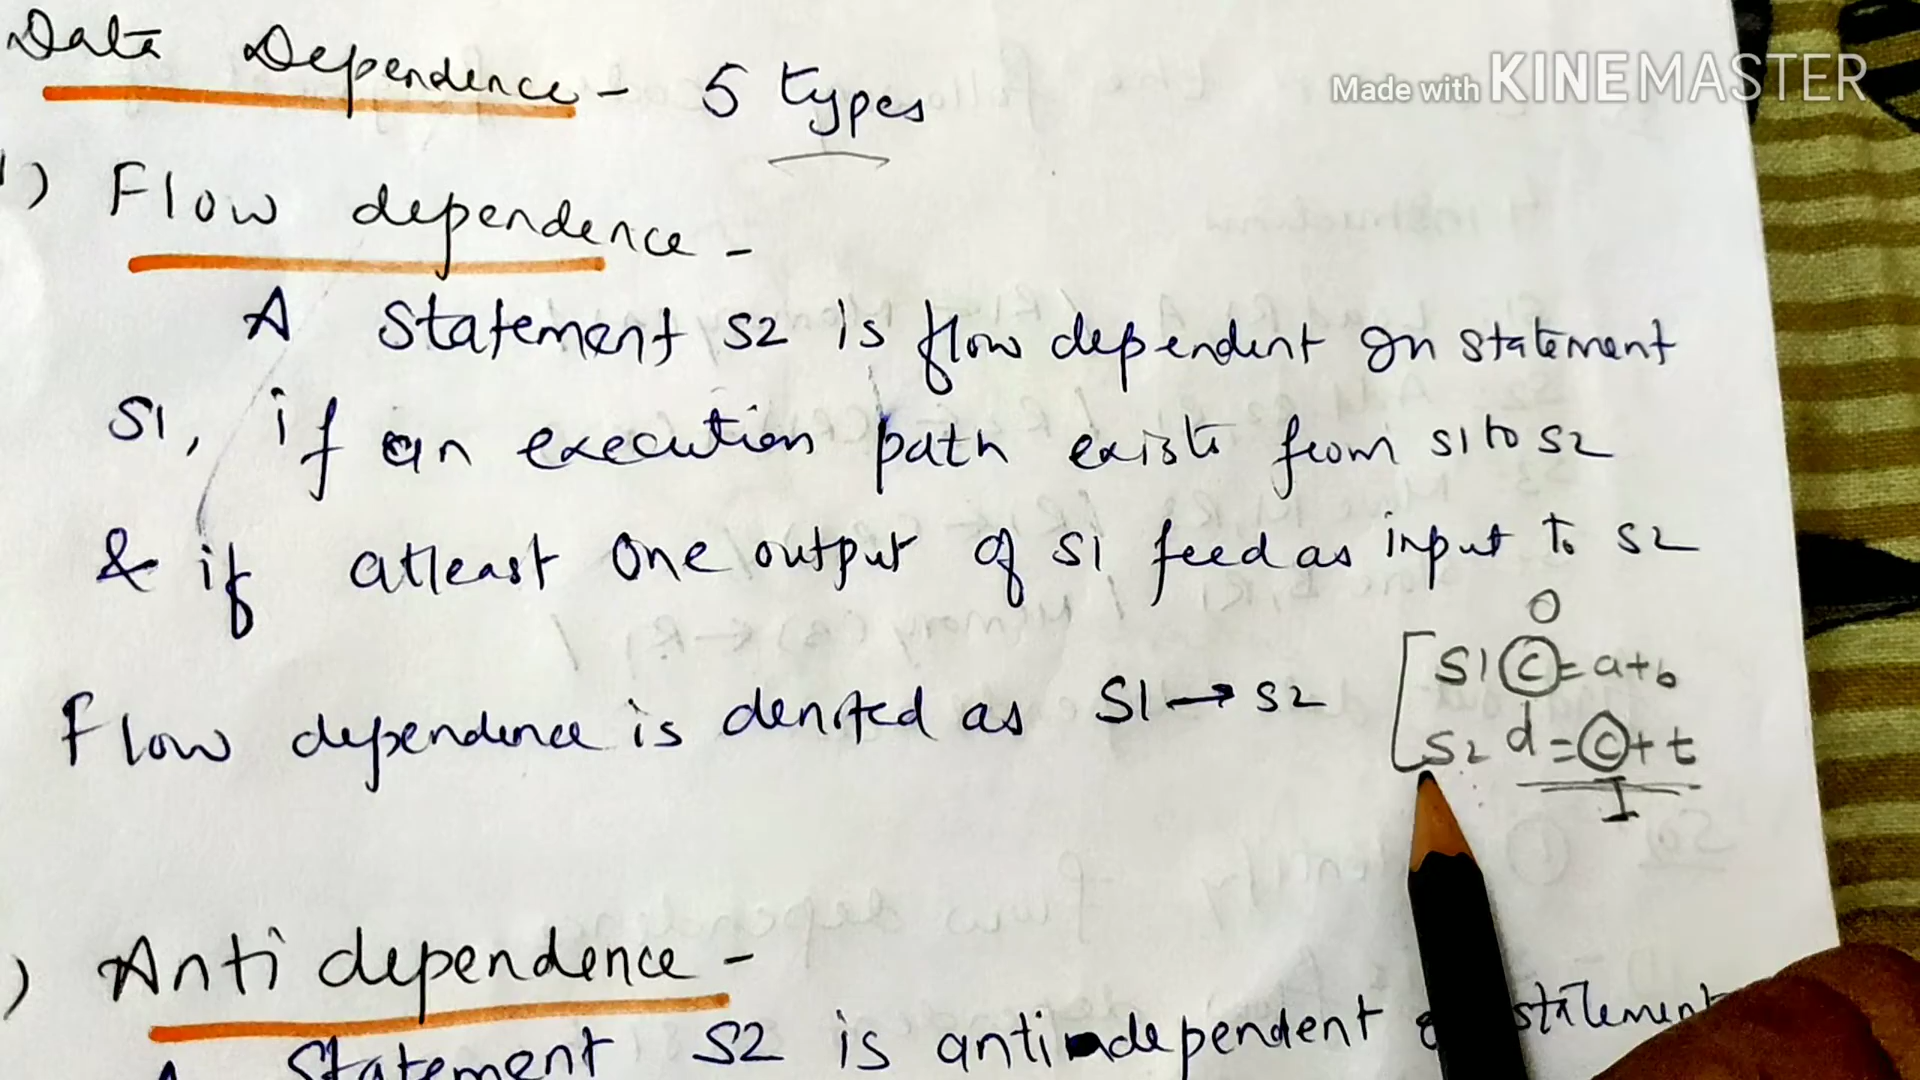 Data Dependence - 5 types
Made with KINEMASTER
1) Flow dependence -
A statement S2 is flow dependent on statement
S1, if an execution path exists from S1 to S2
& if atleast one output of S1 feed as input to S2
O
S1 c = a+b
Flow dependence is denoted as S1 → S2
S2 d = c + t
I
) Anti dependence -
A statement S2 is antidependent statement